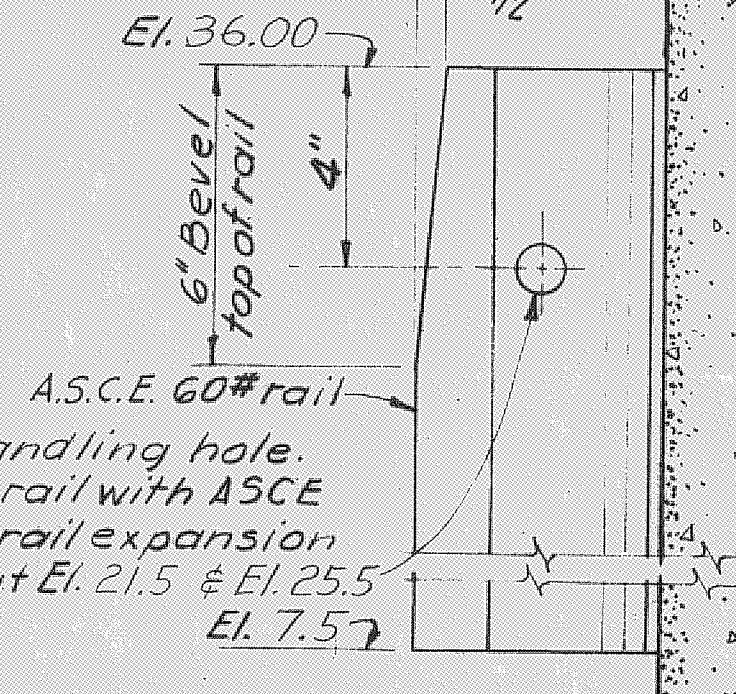 El. 36.00
6" Bevel
top of rail
4"
A.S.C.E. 60# rail
hole.
rail with ASCE
rail expansion
El. 21.5 & El. 25.5
El. 7.5